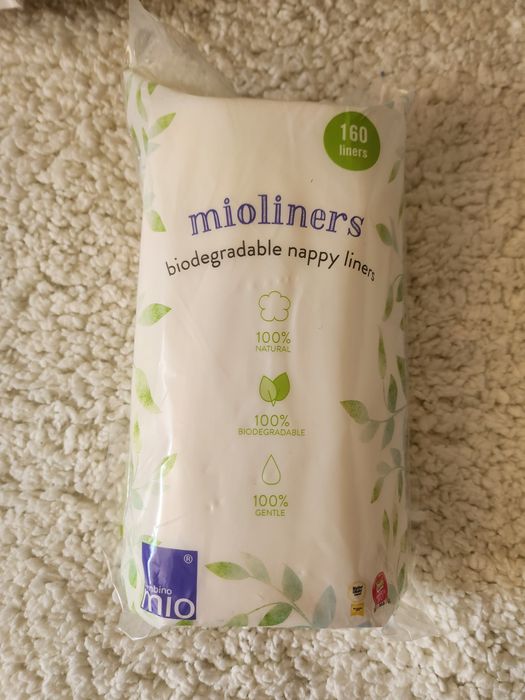 160
liners
mioliners
biodegradable nappy liners
100%
NATURAL
100%
BIODEGRADABLE
100%
GENTLE
®
mio